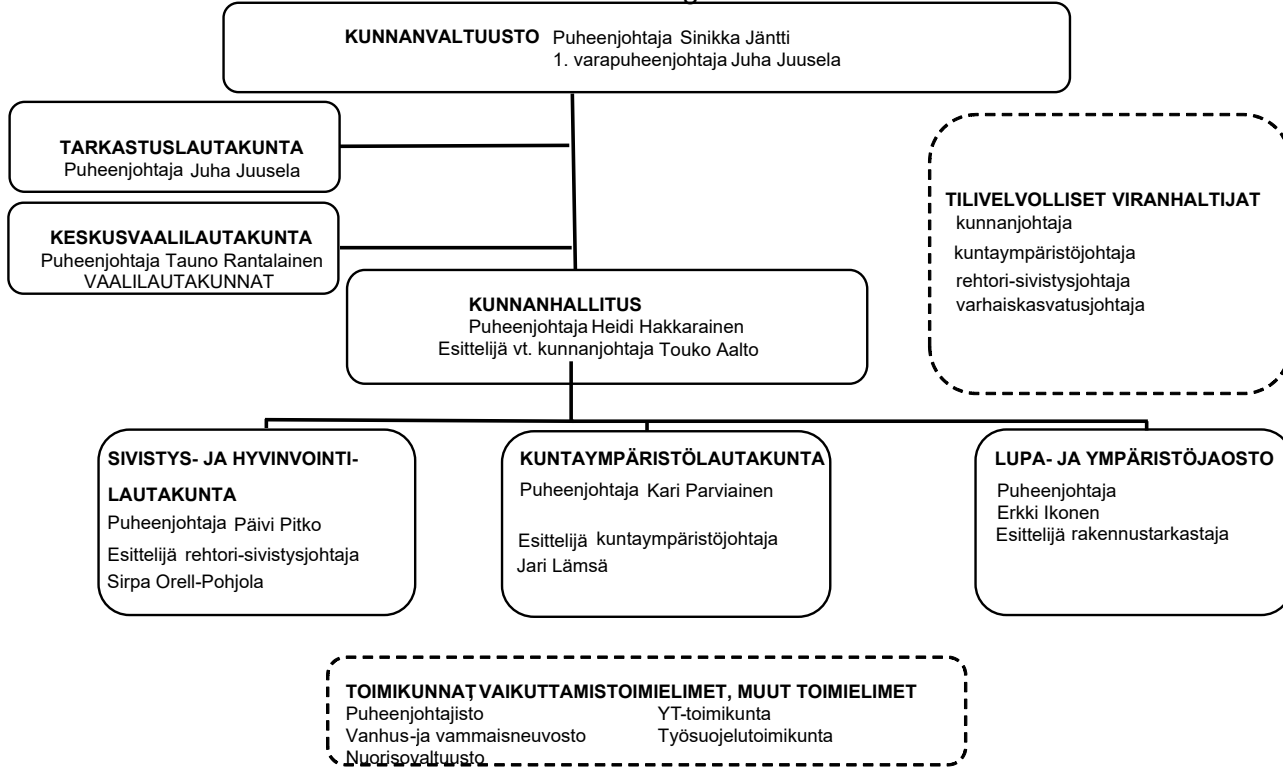 KUNNANVALTUUSTO Puheenjohtaja Sinikka Jäntti
1. varapuheenjohtaja Juha Juusela
TARKASTUSLAUTAKUNTA
Puheenjohtaja Juha Juusela
KESKUSVAALILAUTAKUNTA
Puheenjohtaja Tauno Rantalainen
VAALILAUTAKUNNAT
TILIVELVOLLISET VIRANHALTIJAT
kunnanjohtaja
kuntaympäristöjohtaja
rehtori-sivistysjohtaja
varhaiskasvatusjohtaja
KUNNANHALLITUS
Puheenjohtaja Heidi Hakkarainen
Esittelijä vt. kunnanjohtaja Touko Aalto
SIVISTYS- JA HYVINVOINTI-
LAUTAKUNTA
Puheenjohtaja Päivi Pitko
Esittelijä rehtori-sivistysjohtaja
Sirpa Orell-Pohjola
KUNTAYMPÄRISTÖLAUTAKUNTA
Puheenjohtaja Kari Parviainen
Esittelijä kuntaympäristöjohtaja
Jari Lämsä
LUPA- JA YMPÄRISTÖJAOSTO
Puheenjohtaja
Erkki Ikonen
Esittelijä rakennustarkastaja
TOIMIKUNNAT, VAIKUTTAMISTOIMIELIMET, MUUT TOIMIELIMET
Puheenjohtajisto YT-toimikunta
Vanhus-ja vammaisneuvosto Työsuojelutoimikunta
Nuorisovaltuusto